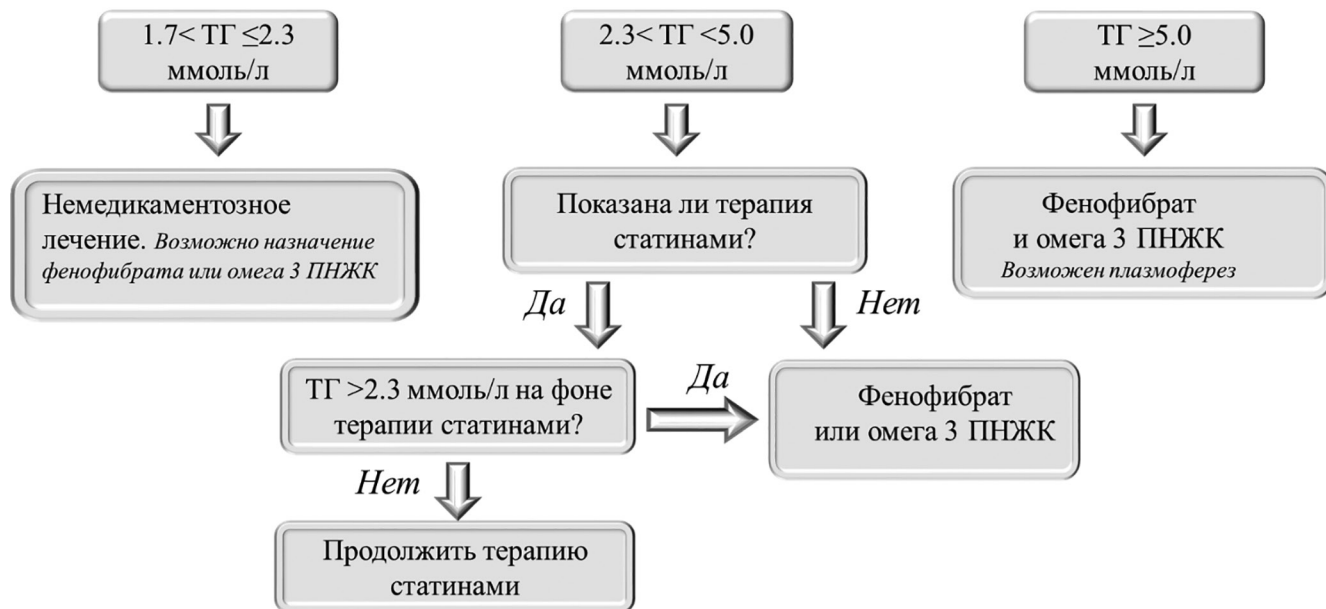 1.7< ТГ ≤2.3
ммоль/л
2.3< ТГ <5.0
ммоль/л
ТГ ≥5.0
ммоль/л
Немедикаментозное
лечение. Возможно назначение
фенофибрата или омега 3 ПНЖК
Показана ли терапия
статинами?
Фенофибрат
и омега 3 ПНЖК
Возможен плазмоферез
Да
Нет
ТГ >2.3 ммоль/л на фоне
терапии статинами?
Да
Фенофибрат
или омега 3 ПНЖК
Нет
Продолжить терапию
статинами